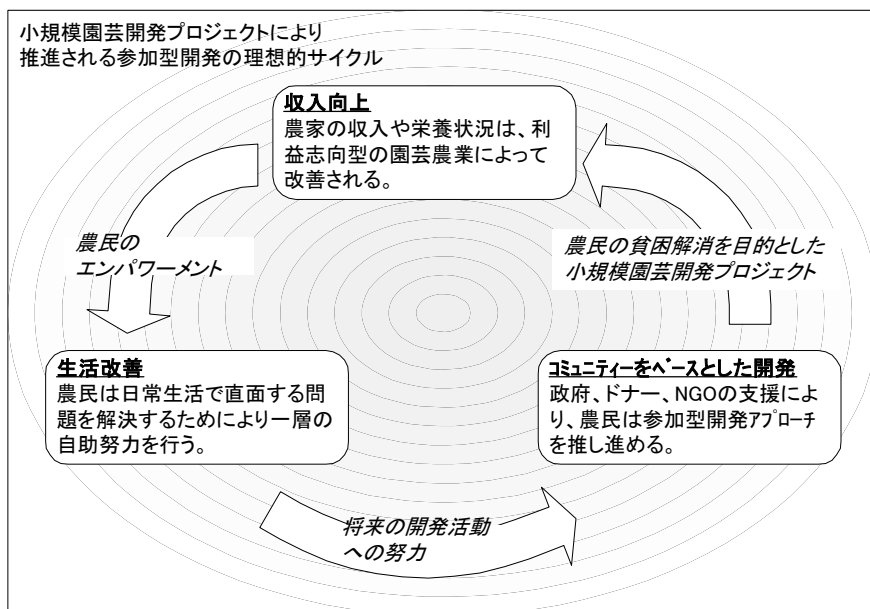 小規模園芸開発プロジェクトにより
推進される参加型開発の理想的サイクル
収入向上
農家の収入や栄養状況は、利
益志向型の園芸農業によって
改善される。
農民の
エンパワーメント
農民の貧困解消を目的とした
小規模園芸開発プロジェクト
生活改善
農民は日常生活で直面する問
題を解決するためにより一層の
自助努力を行う。
ｺﾐｭﾆﾃｨｰをﾍﾞｰｽとした開発
政府、ドナー、NGOの支援によ
り、農民は参加型開発ｱﾌﾟﾛｰﾁ
を推し進める。
将来の開発活動
への努力